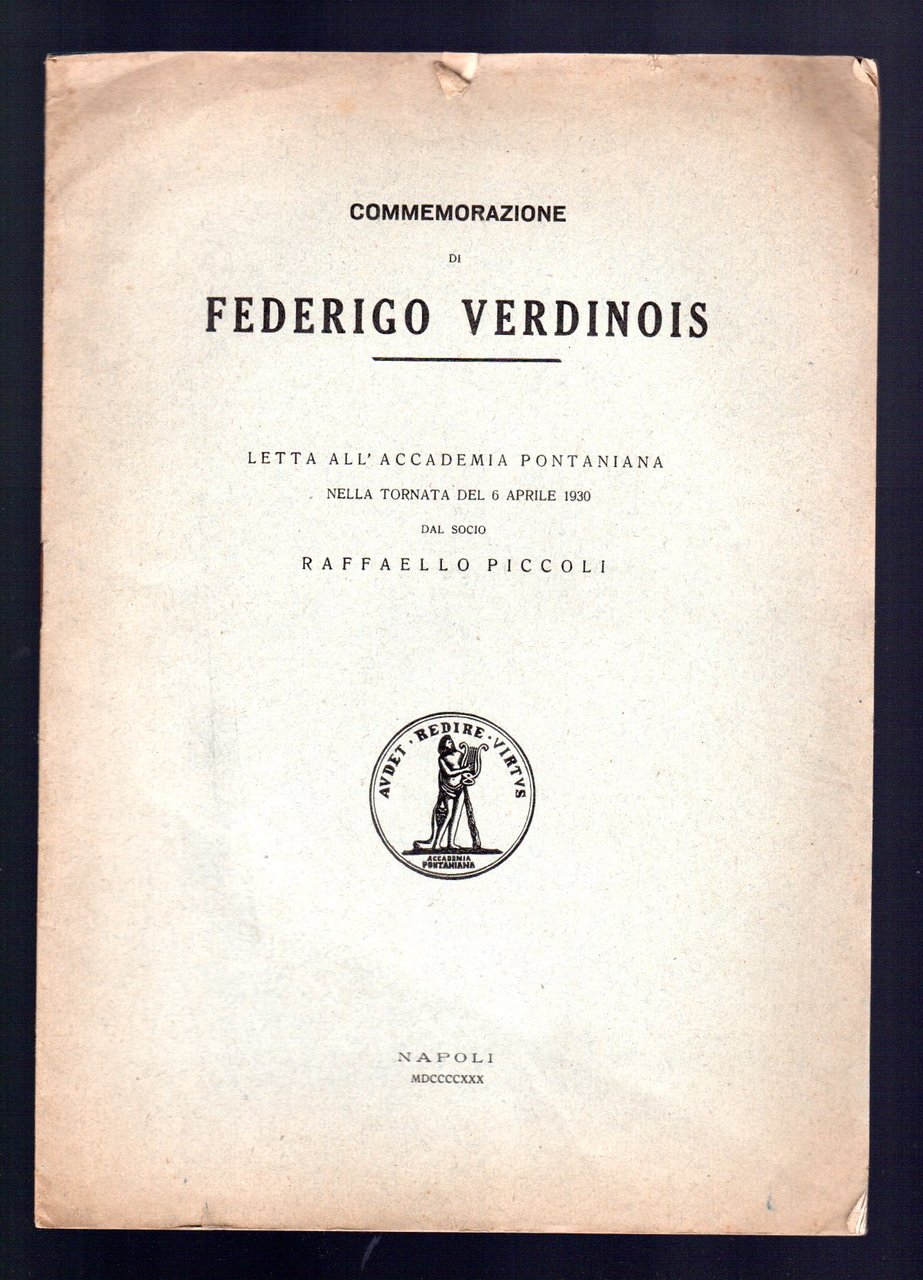 COMMEMORAZIONE
DI
FEDERIGO VERDINOIS
LETTA ALL' ACCADEMIA PONTANIANA
NELLA TORNATA DEL 6 APRILE 1930
DAL SOCIO
RAFFAELLO PICCOLI
AVDET · REDIRE · VIRTVS
ACCADEMIA
PONTANIANA
NAPOLI
MDCCCCXXX